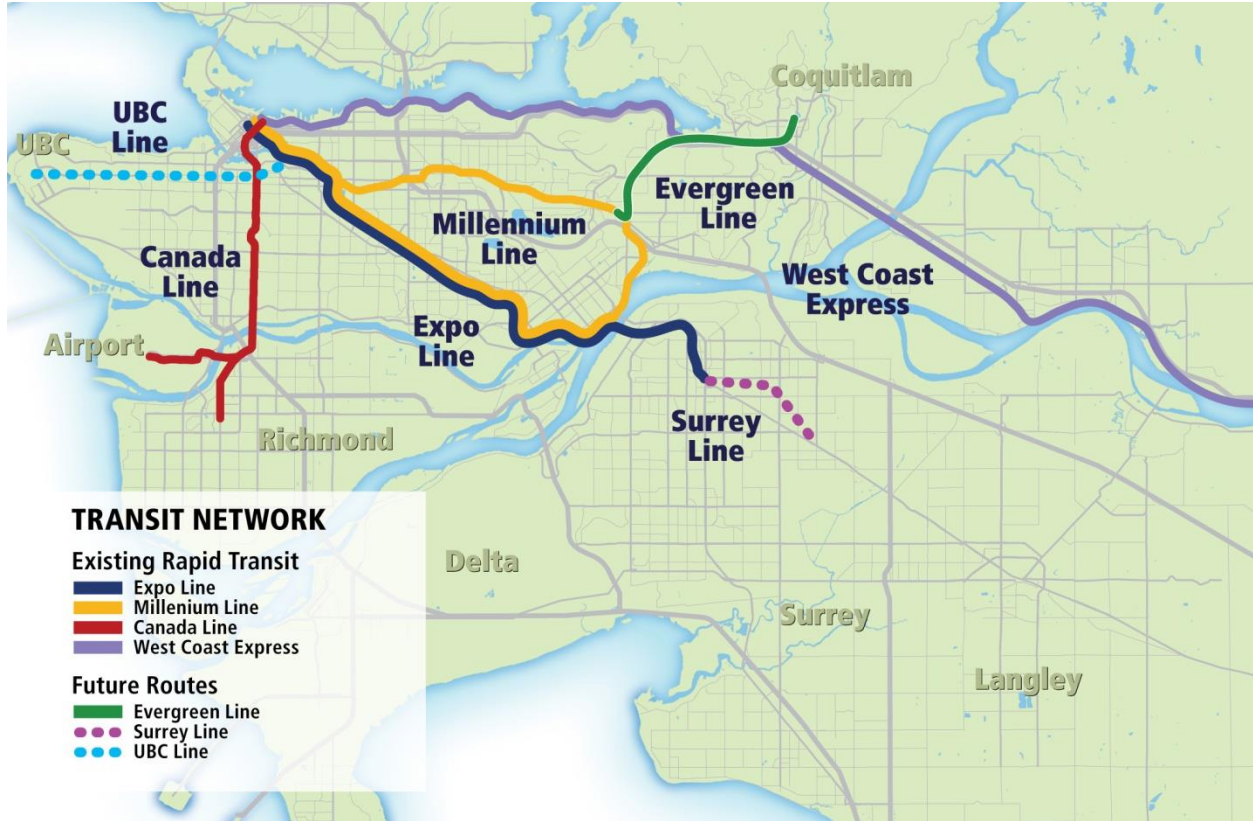 Coquitlam
UBC
Line
UBC
Evergreen
Line
Millennium
Line
Canada
Line
West Coast
Express
Expo
Line
Airport
Surrey
Line
Richmond
TRANSIT NETWORK
Existing Rapid Transit
Expo Line
Millenium Line
Canada Line
West Coast Express
Future Routes
Evergreen Line
Surrey Line
UBC Line
Delta
Surrey
Langley